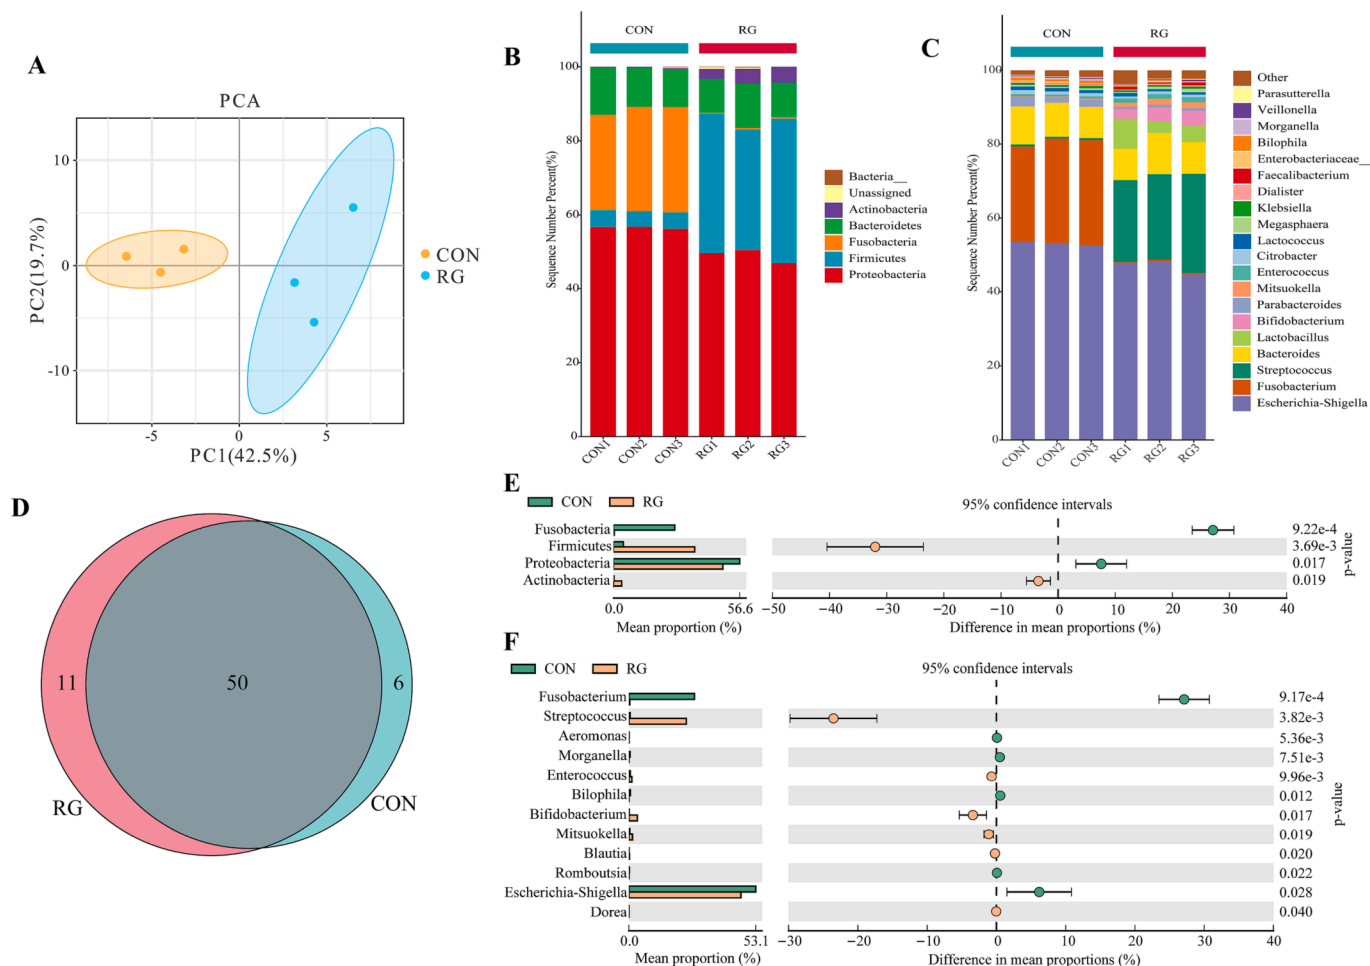 A
PCA
10
0
-10
-5
0
5
PC1(42.5%)
PC2(19.7%)
CON
RG
B
CON
RG
100
80
60
40
20
0
Sequence Number Percent(%)
CON1
CON2
CON3
RG1
RG2
RG3
Bacteria__
Unassigned
Actinobacteria
Bacteroidetes
Fusobacteria
Firmicutes
Proteobacteria
C
CON
RG
100
80
60
40
20
0
Sequence Number Percent(%)
CON1
CON2
CON3
RG1
RG2
RG3
Other
Parasutterella
Veillonella
Morganella
Bilophila
Enterobacteriaceae__
Faecalibacterium
Dialister
Klebsiella
Megasphaera
Lactococcus
Citrobacter
Enterococcus
Mitsuokella
Parabacteroides
Bifidobacterium
Lactobacillus
Bacteroides
Streptococcus
Fusobacterium
Escherichia-Shigella
D
11
50
6
RG
CON
E
CON
RG
95% confidence intervals
Fusobacteria
9.22e-4
Firmicutes
3.69e-3
Proteobacteria
0.017
Actinobacteria
0.019
p-value
0.0
56.6
Mean proportion (%)
-50
-40
-30
-20
-10
0
10
20
30
40
Difference in mean proportions (%)
F
CON
RG
95% confidence intervals
Fusobacterium
9.17e-4
Streptococcus
3.82e-3
Aeromonas
5.36e-3
Morganella
7.51e-3
Enterococcus
9.96e-3
Bilophila
0.012
Bifidobacterium
0.017
Mitsuokella
0.019
Blautia
0.020
Romboutsia
0.022
Escherichia-Shigella
0.028
Dorea
0.040
p-value
0.0
53.1
Mean proportion (%)
-30
-20
-10
0
10
20
30
40
Difference in mean proportions (%)